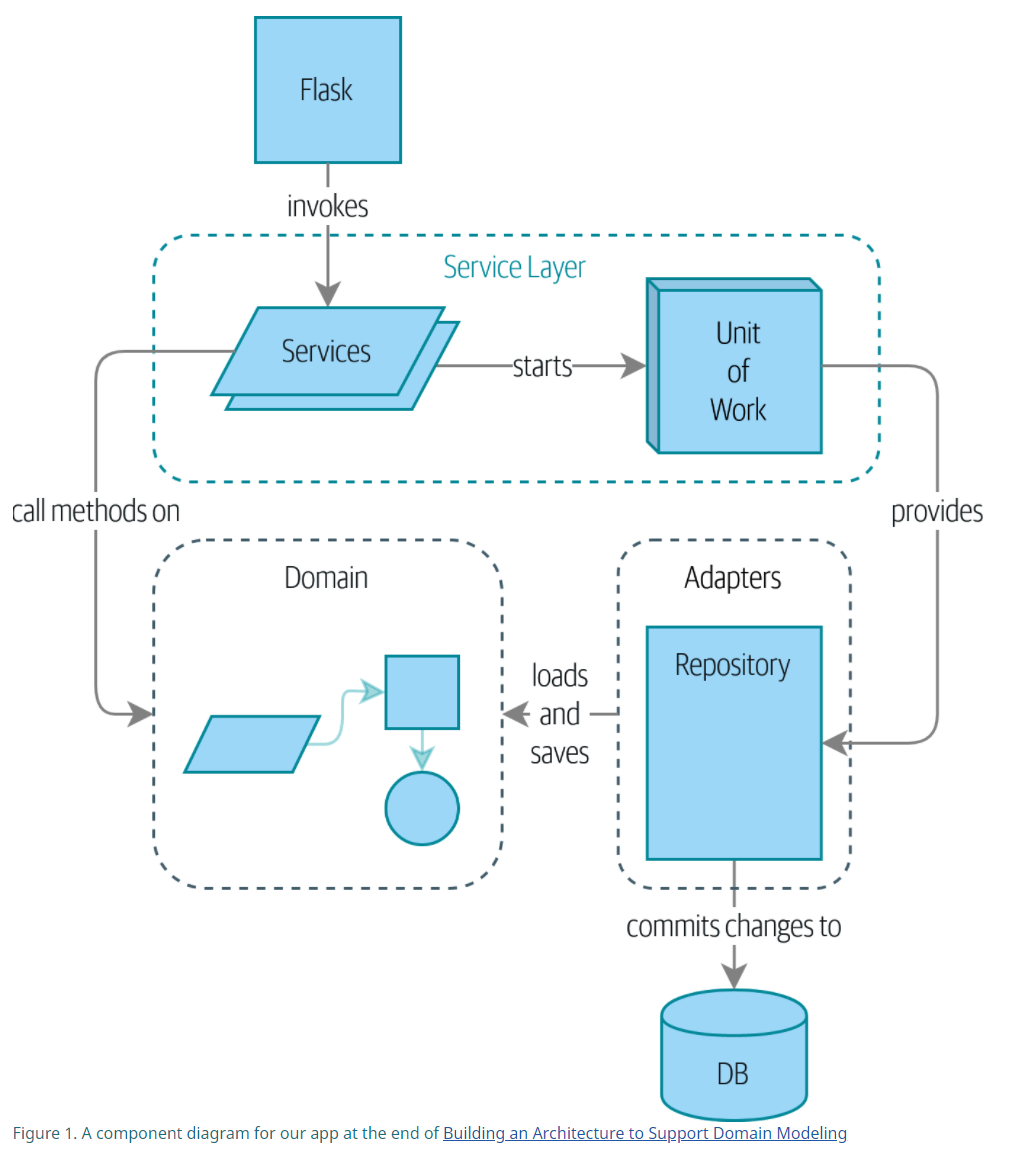 Flask
invokes
Service Layer
Services
starts
Unit
of
Work
call methods on
provides
Domain
Adapters
Repository
loads
and
saves
commits changes to
DB
Figure 1. A component diagram for our app at the end of Building an Architecture to Support Domain Modeling